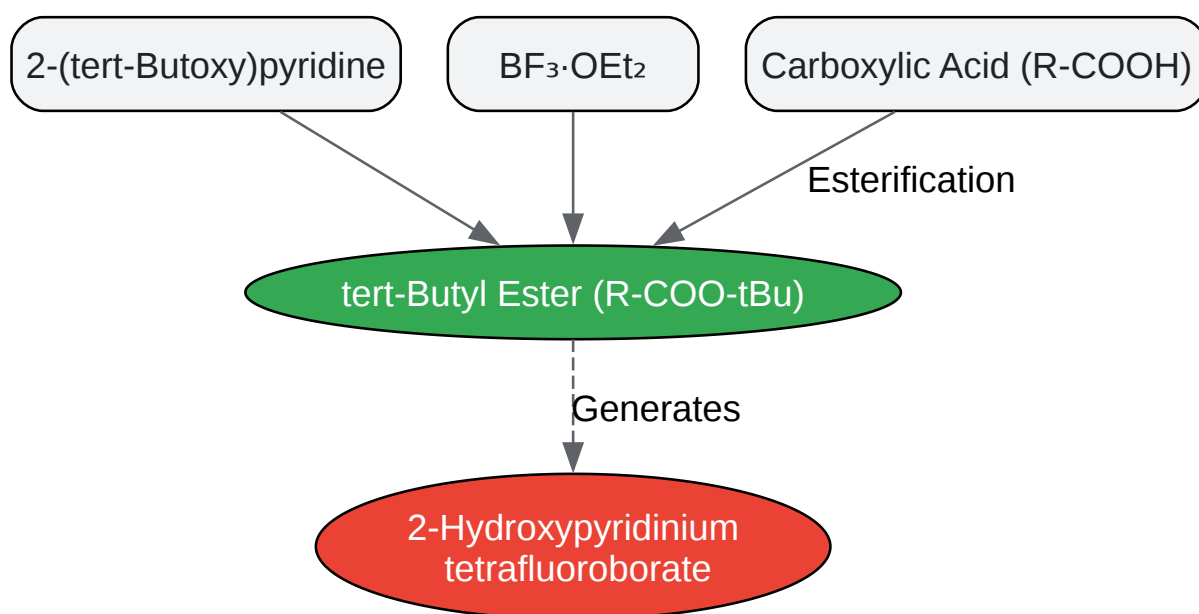 2-(tert-Butoxy)pyridine
BF₃·OEt₂
Carboxylic Acid (R-COOH)
Esterification
tert-Butyl Ester (R-COO-tBu)
Generates
2-Hydroxypyridinium
tetrafluoroborate